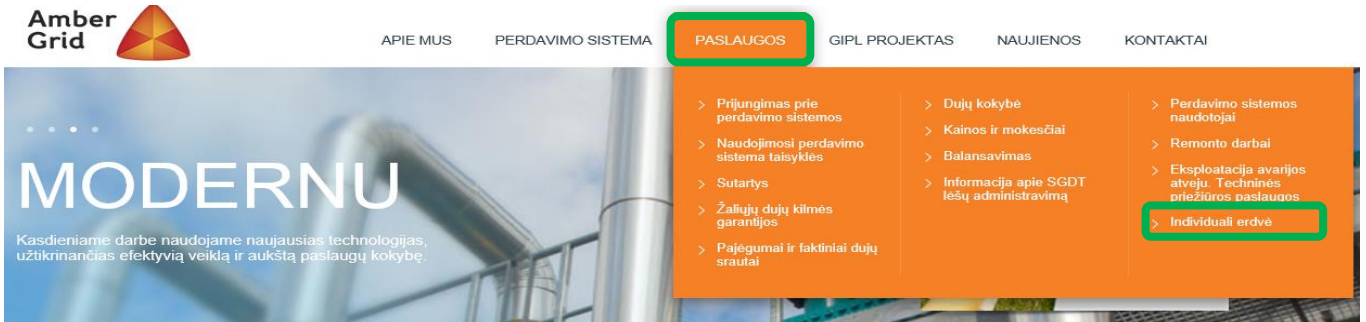 Amber
Grid
APIE MUS
PERDAVIMO SISTEMA
PASLAUGOS
GIPL PROJEKTAS
NAUJIENOS
KONTAKTAI
MODERNU
Kasdieniame darbe naudojame naujausias technologijas,
užtikrinančias efektyvią veiklą ir aukštą paslaugų kokybę.
> Prijungimas prie
perdavimo sistemos
> Naudojimosi perdavimo
sistema taisyklės
> Sutartys
> Žaliųjų dujų kilmės
garantijos
> Pajėgumai ir faktiniai dujų
srautai
> Dujų kokybė
> Kainos ir mokesčiai
> Balansavimas
> Informacija apie SGDT
lėšų administravimą
> Perdavimo sistemos
naudotojai
> Remonto darbai
> Eksploatacija avarijos
atveju. Techninės
priežiūros paslaugos
> Individuali erdvė